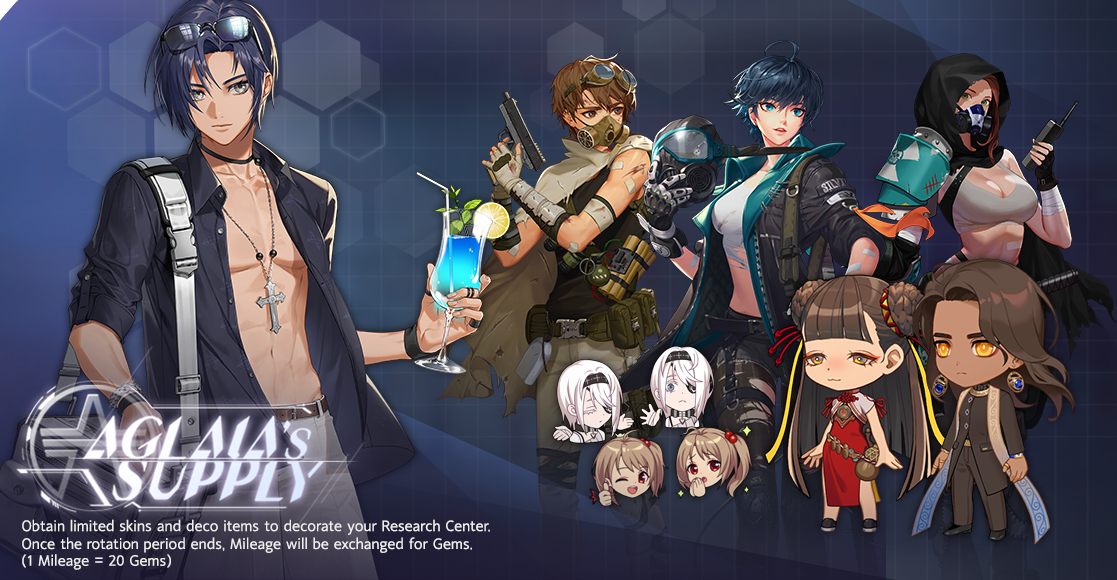 AGLAIA's
SUPPLY
Obtain limited skins and deco items to decorate your Research Center.
Once the rotation period ends, Mileage will be exchanged for Gems.
(1 Mileage = 20 Gems)